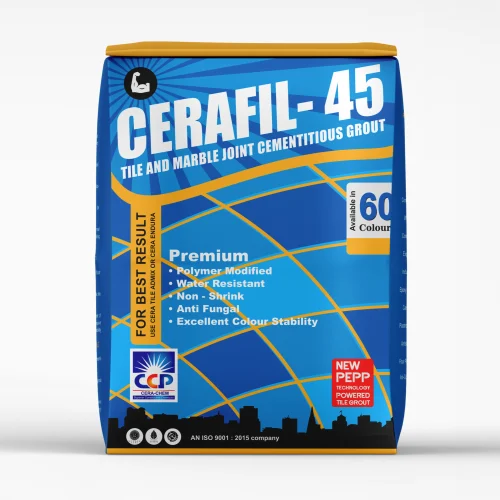 CERAFIL- 45
TILE AND MARBLE JOINT CEMENTITIOUS GROUT
Available in
60
Colour
FOR BEST RESULT
USE CERA TILE ADMIX OR CERA ENDURA
Premium
• Polymer Modified
• Water Resistant
• Non - Shrink
• Anti Fungal
• Excellent Colour Stability
CCP
CERA-CHEM
NEW
PEPP
TECHNOLOGY
POWERED
TILE GROUT
AN ISO 9001 : 2015 company